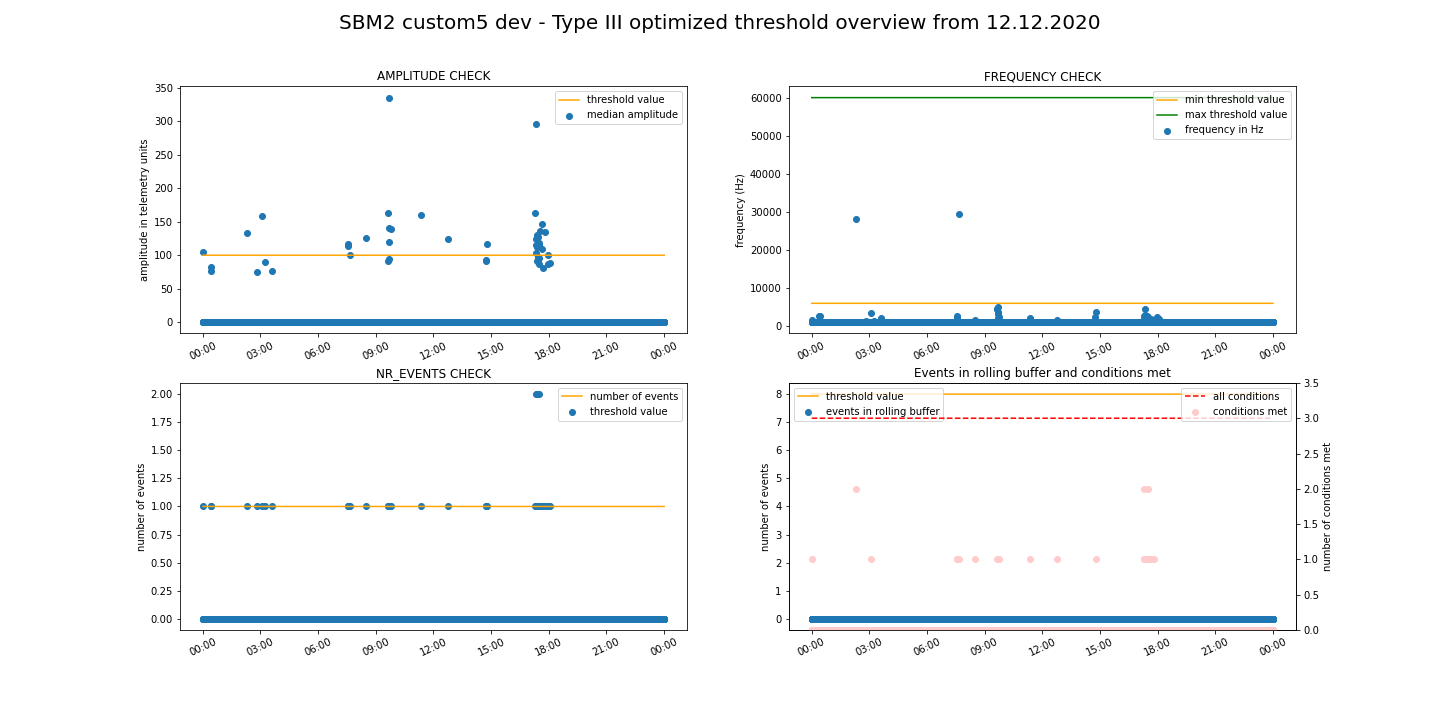 SBM2 custom5 dev - Type III optimized threshold overview from 12.12.2020
AMPLITUDE CHECK
amplitude in telemetry units
350
300
250
200
150
100
50
0
threshold value
median amplitude
00:00 03:00 06:00 09:00 12:00 15:00 18:00 21:00 00:00
FREQUENCY CHECK
frequency (Hz)
60000
50000
40000
30000
20000
10000
0
min threshold value
max threshold value
frequency in Hz
00:00 03:00 06:00 09:00 12:00 15:00 18:00 21:00 00:00
NR_EVENTS CHECK
number of events
2.00
1.75
1.50
1.25
1.00
0.75
0.50
0.25
0.00
number of events
threshold value
00:00 03:00 06:00 09:00 12:00 15:00 18:00 21:00 00:00
Events in rolling buffer and conditions met
number of events
8
7
6
5
4
3
2
1
0
threshold value
events in rolling buffer
all conditions
conditions met
3.5
3.0
2.5
2.0
1.5
1.0
0.5
0.0
number of conditions met
00:00 03:00 06:00 09:00 12:00 15:00 18:00 21:00 00:00